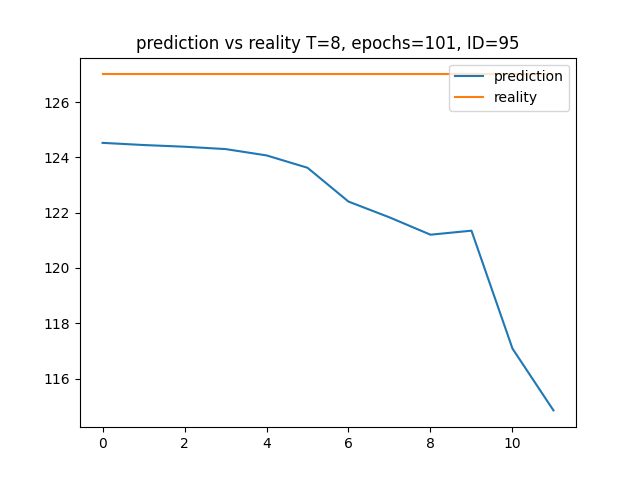 prediction vs reality T=8, epochs=101, ID=95
prediction
reality
126
124
122
120
118
116
0 2 4 6 8 10